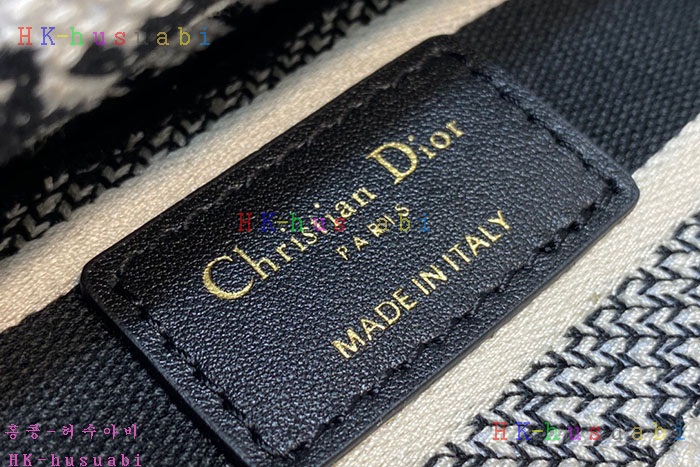 HK-husuabi
Christian Dior
HK-husuabi
PARIS
MADE IN ITALY
홍콩-허수아비
HK-husuabi
HK-husuabi